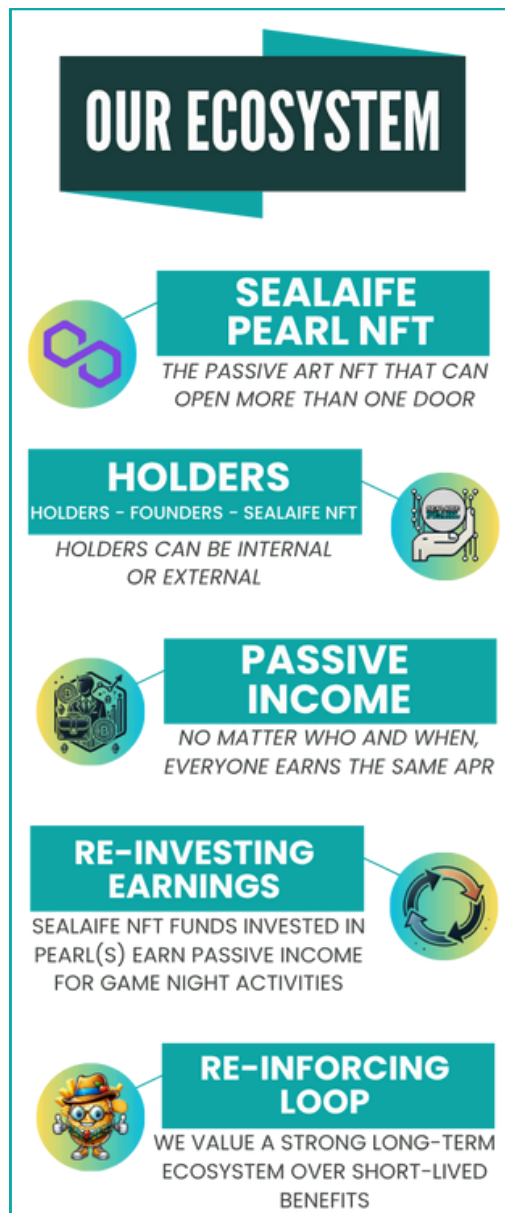 OUR ECOSYSTEM
SEALAIFE
PEARL NFT
THE PASSIVE ART NFT THAT CAN
OPEN MORE THAN ONE DOOR
HOLDERS
HOLDERS - FOUNDERS - SEALAIFE NFT
HOLDERS CAN BE INTERNAL
OR EXTERNAL
SEALAIFE
PEARL
PASSIVE
INCOME
NO MATTER WHO AND WHEN,
EVERYONE EARNS THE SAME APR
RE-INVESTING
EARNINGS
SEALAIFE NFT FUNDS INVESTED IN
PEARL(S) EARN PASSIVE INCOME
FOR GAME NIGHT ACTIVITIES
RE-INFORCING
LOOP
WE VALUE A STRONG LONG-TERM
ECOSYSTEM OVER SHORT-LIVED
BENEFITS